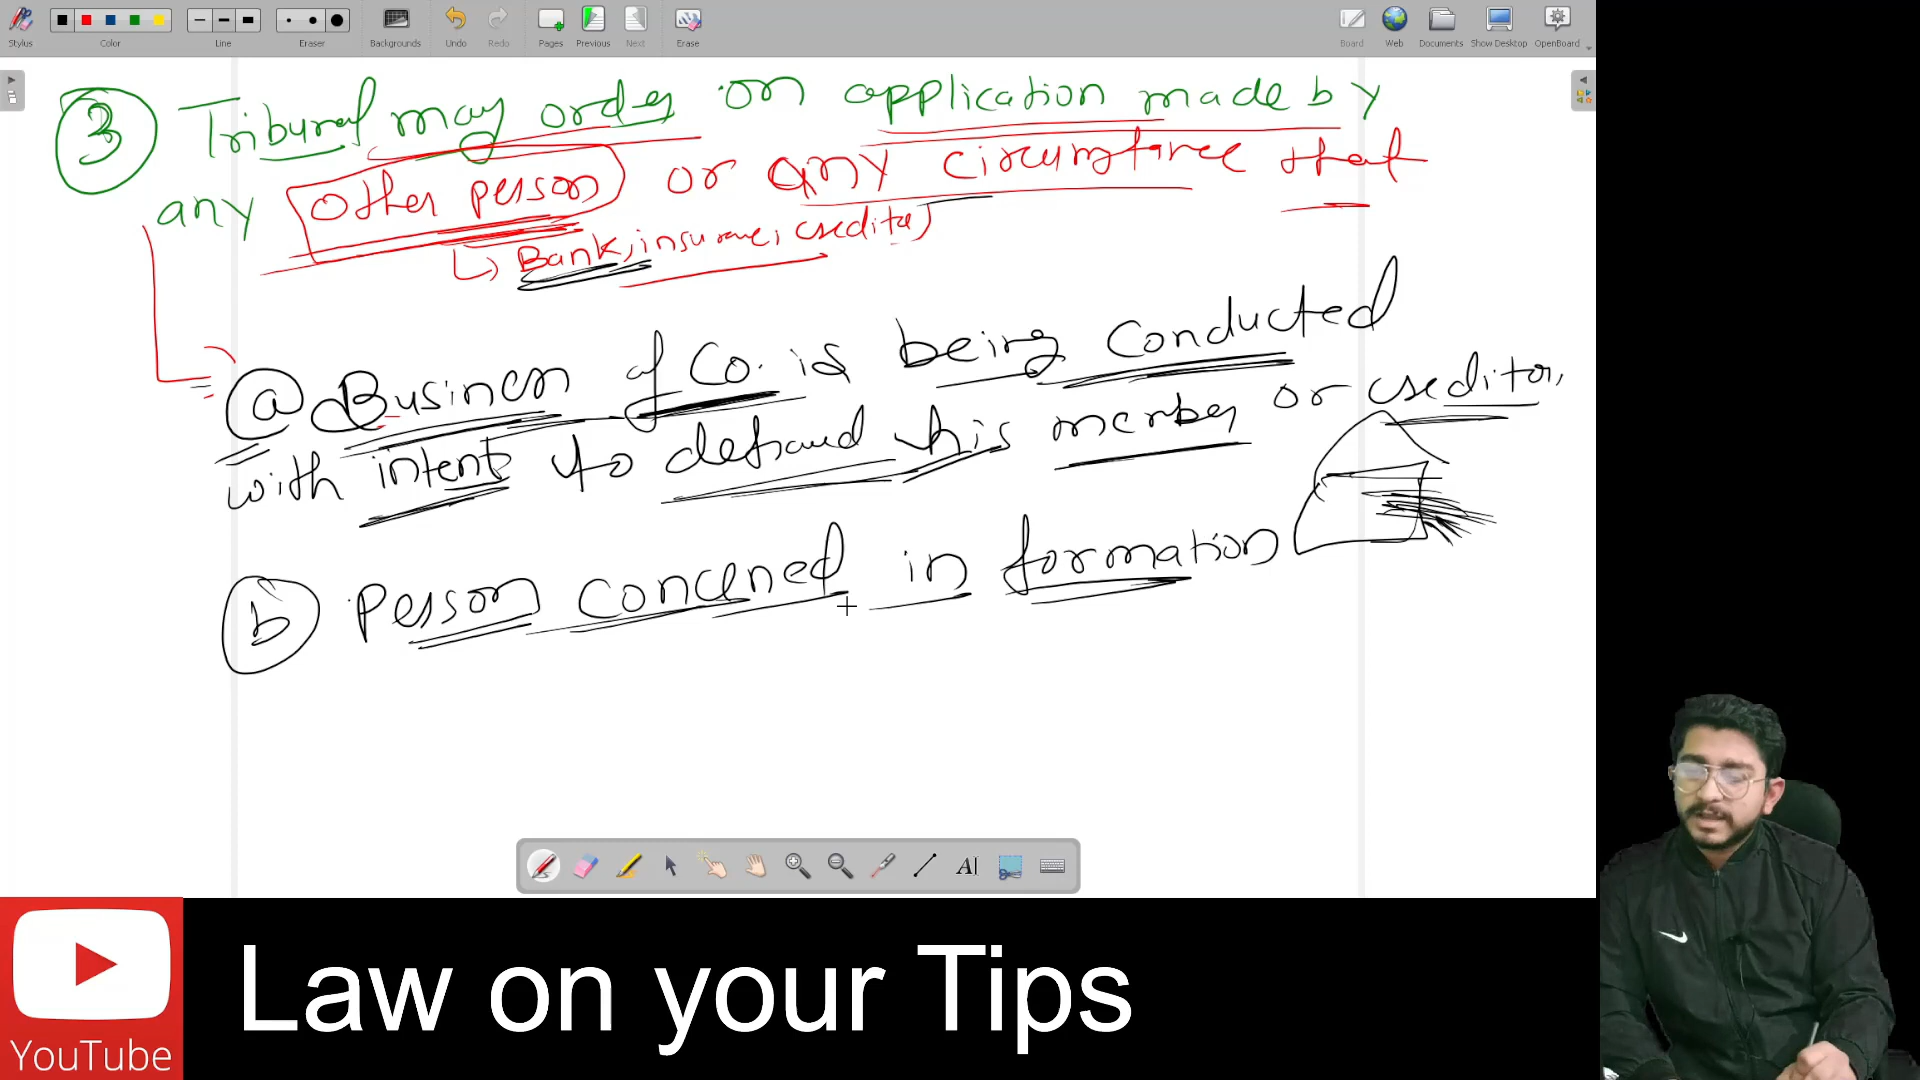 Stylus Color Line Eraser Backgrounds Undo Redo Pages Previous Next Erase Board Web Documents Show Desktop OpenBoard
3 Tribunal may order on application made by
any other person or any circumstance that
Bank, insurance, creditor
a Business of Co. is being conducted
with intent to defraud his member or creditor,
b Person concerned in formation
YouTube
Law on your Tips